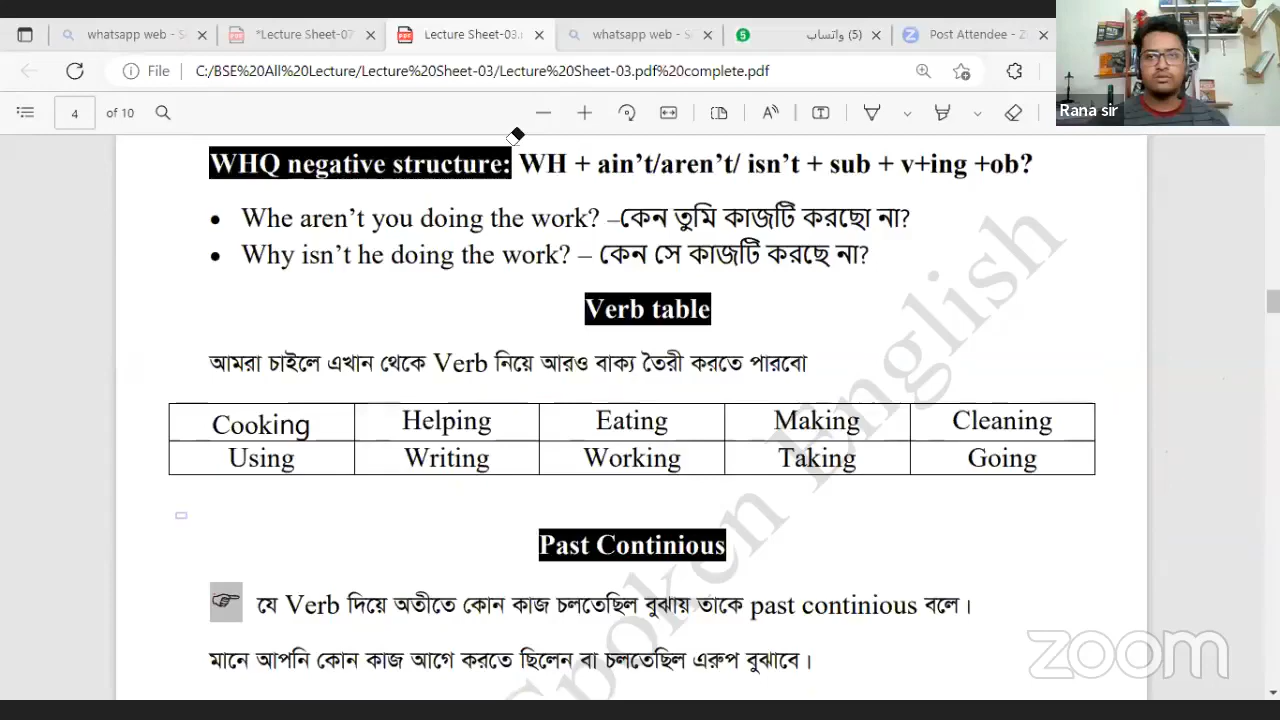 whatsapp web - S
*Lecture Sheet-07
Lecture Sheet-03.
whatsapp web - S
(5) واتساب
Post Attendee - Z
File C:/BSE%20All%20Lecture/Lecture%20Sheet-03/Lecture%20Sheet-03.pdf%20complete.pdf
4 of 10
Rana sir
WHQ negative structure: WH + ain't/aren't/ isn't + sub + v+ing +ob?
• Whe aren't you doing the work? –কেন তুমি কাজটি করছো না?
• Why isn't he doing the work? – কেন সে কাজটি করছে না?
Verb table
আমরা চাইলে এখান থেকে Verb নিয়ে আরও বাক্য তৈরী করতে পারবো
Cooking Helping Eating Making Cleaning
Using Writing Working Taking Going
Past Continious
☞ যে Verb দিয়ে অতীতে কোন কাজ চলতেছিল বুঝায় তাকে past continious বলে।
মানে আপনি কোন কাজ আগে করতে ছিলেন বা চলতেছিল এরুপ বুঝাবে।
Spoken English
zoom